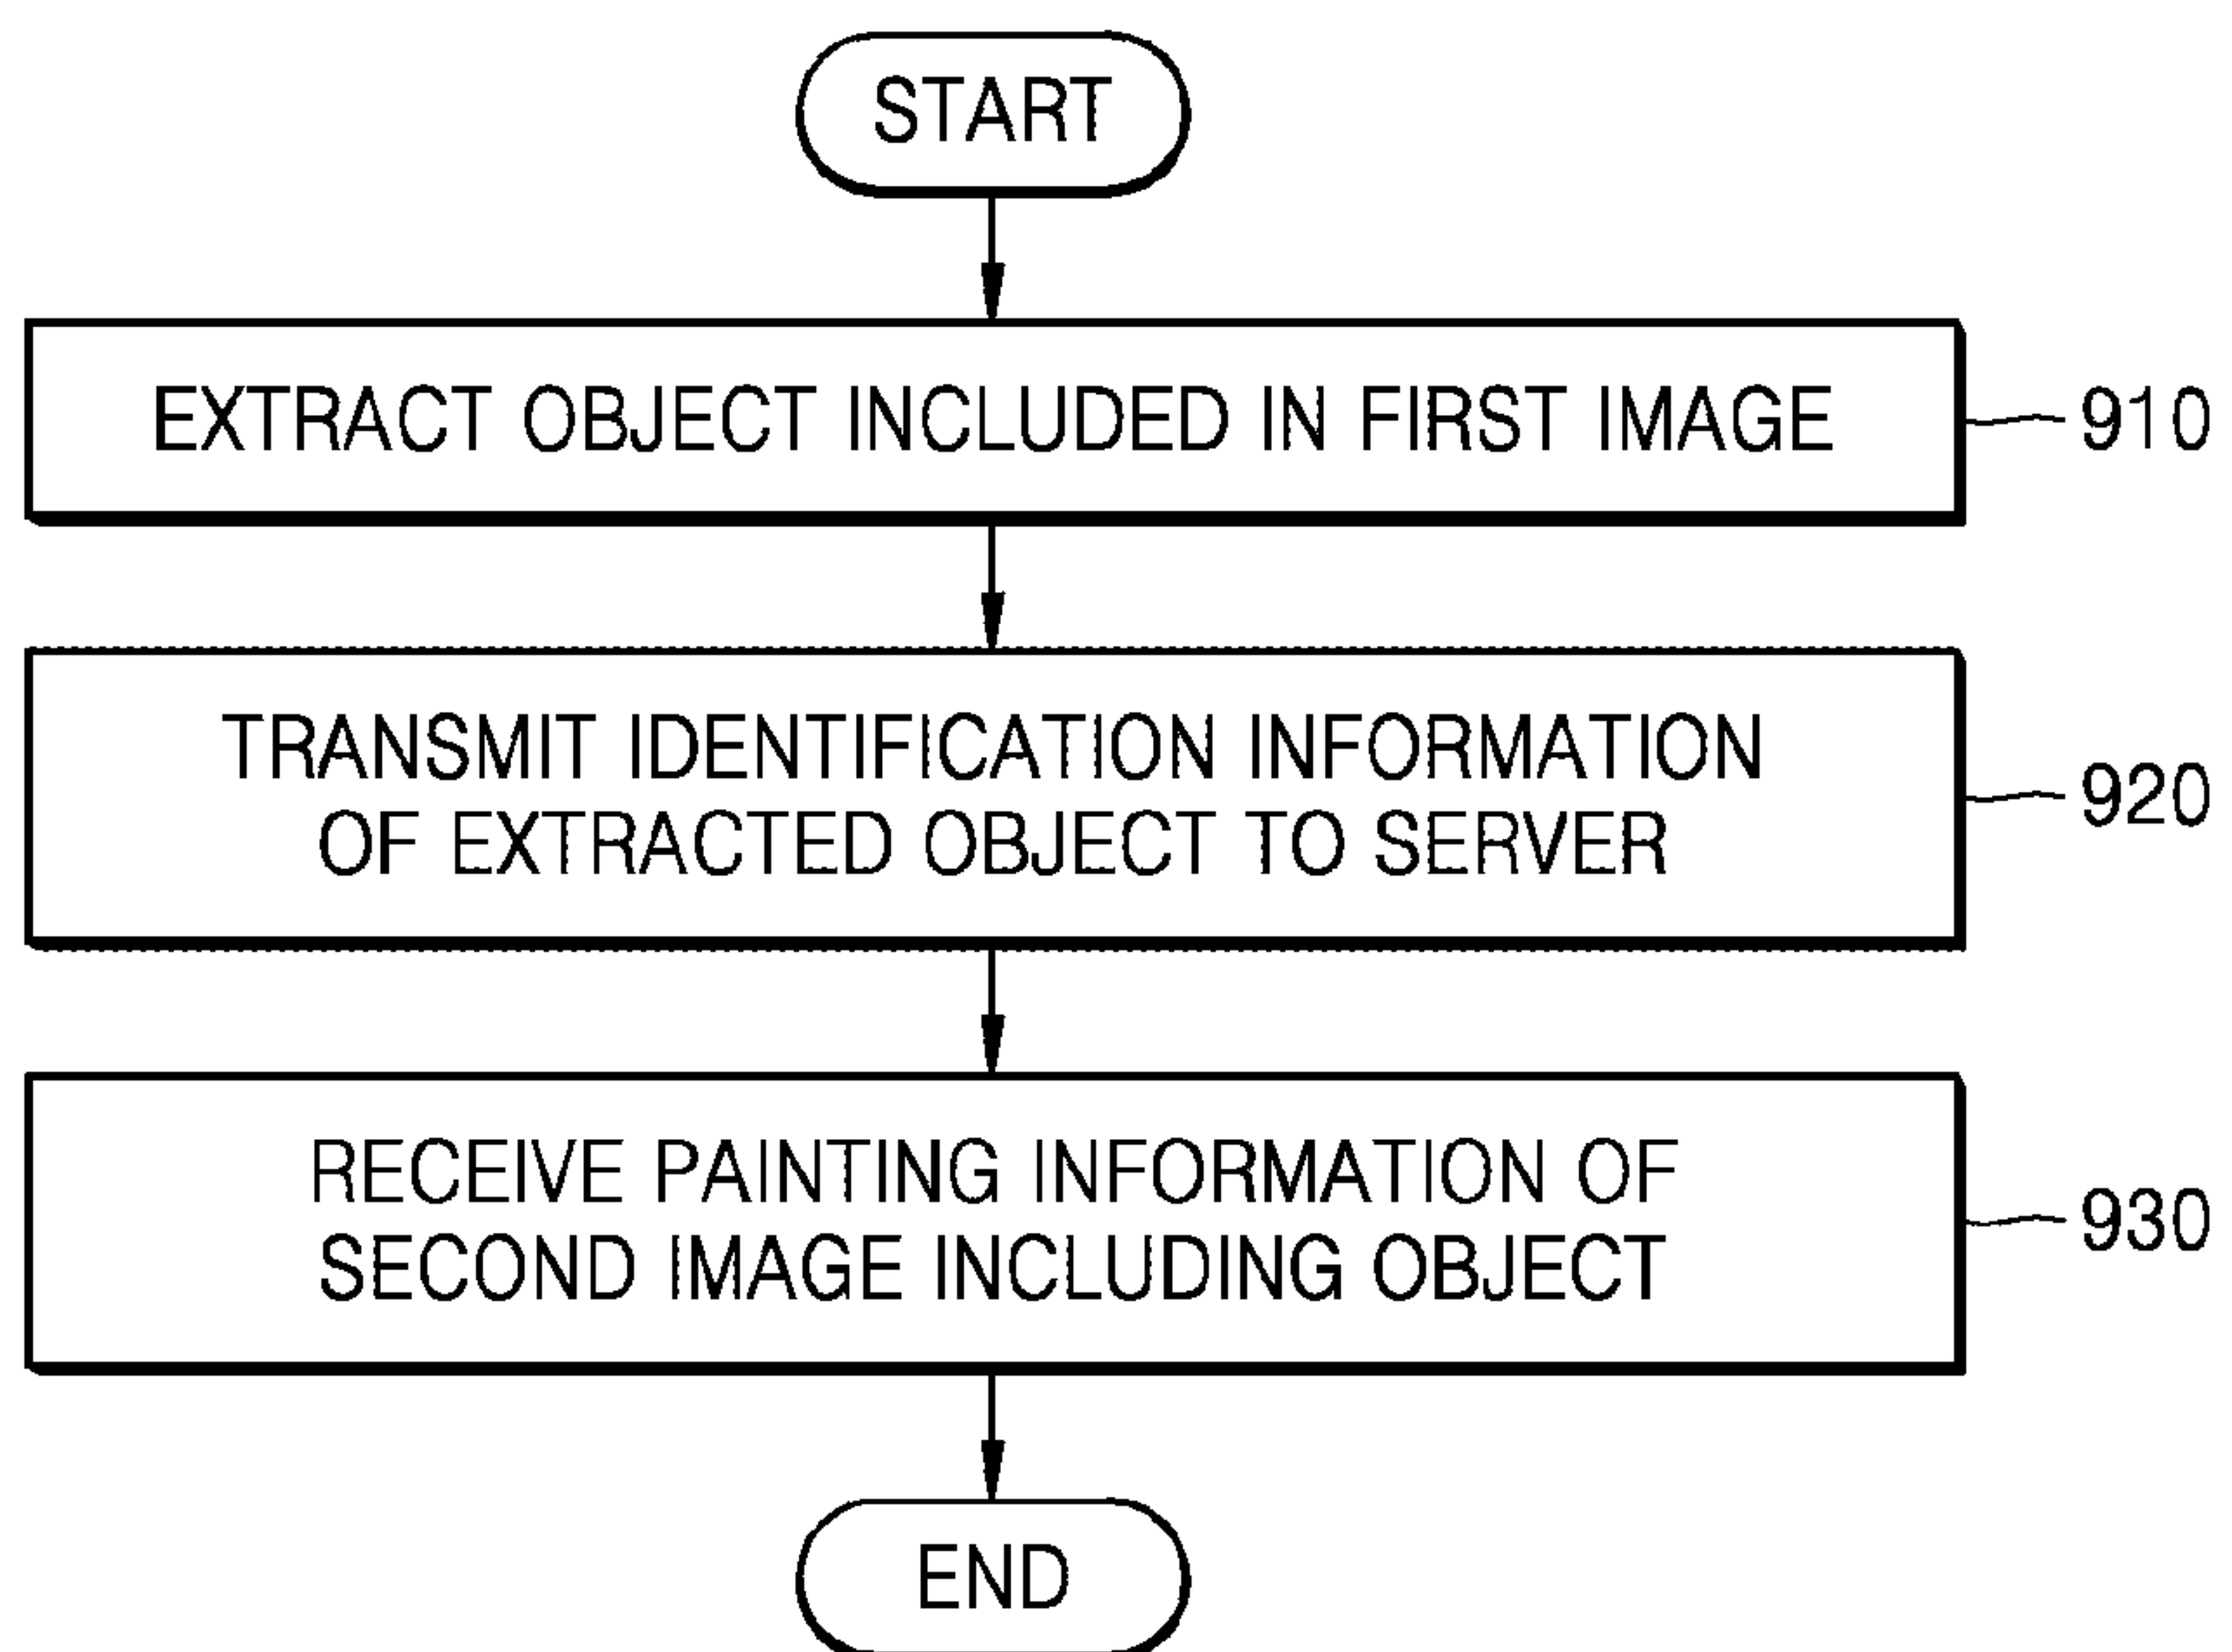 START
EXTRACT OBJECT INCLUDED IN FIRST IMAGE
910
TRANSMIT IDENTIFICATION INFORMATION
OF EXTRACTED OBJECT TO SERVER
920
RECEIVE PAINTING INFORMATION OF
SECOND IMAGE INCLUDING OBJECT
930
END